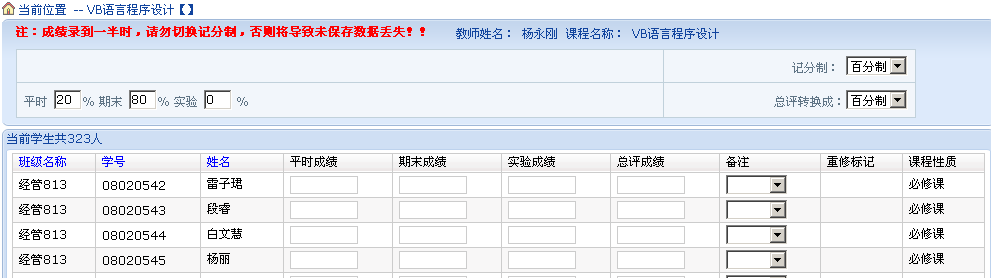 当前位置 -- VB语言程序设计【】
注：成绩录到一半时，请勿切换记分制，否则将导致未保存数据丢失！！ 教师姓名： 杨永刚 课程名称： VB语言程序设计
记分制： 百分制
平时 20 % 期末 80 % 实验 0 % 总评转换成： 百分制
当前学生共323人
班级名称 学号 姓名 平时成绩 期末成绩 实验成绩 总评成绩 备注 重修标记 课程性质
经管813 08020542 雷子珺 必修课
经管813 08020543 段睿 必修课
经管813 08020544 白文慧 必修课
经管813 08020545 杨丽 必修课